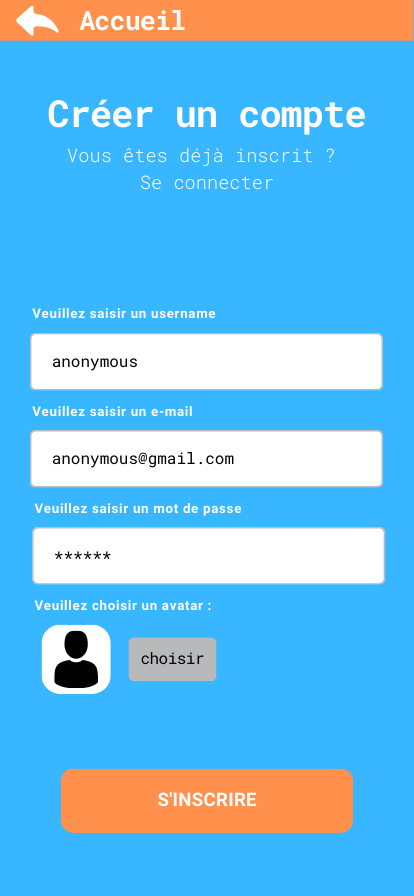 Accueil
Créer un compte
Vous êtes déjà inscrit ?
Se connecter
Veuillez saisir un username
anonymous
Veuillez saisir un e-mail
anonymous@gmail.com
Veuillez saisir un mot de passe
******
Veuillez choisir un avatar :
choisir
S'INSCRIRE